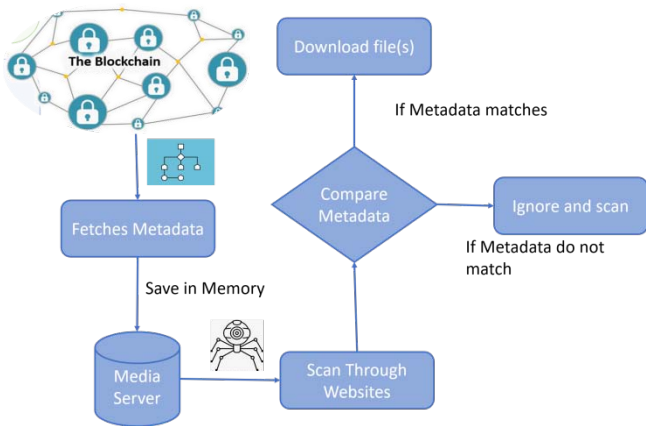 The Blockchain
Download file(s)
If Metadata matches
Fetches Metadata
Compare
Metadata
Ignore and scan
If Metadata do not
match
Save in Memory
Media
Server
Scan Through
Websites